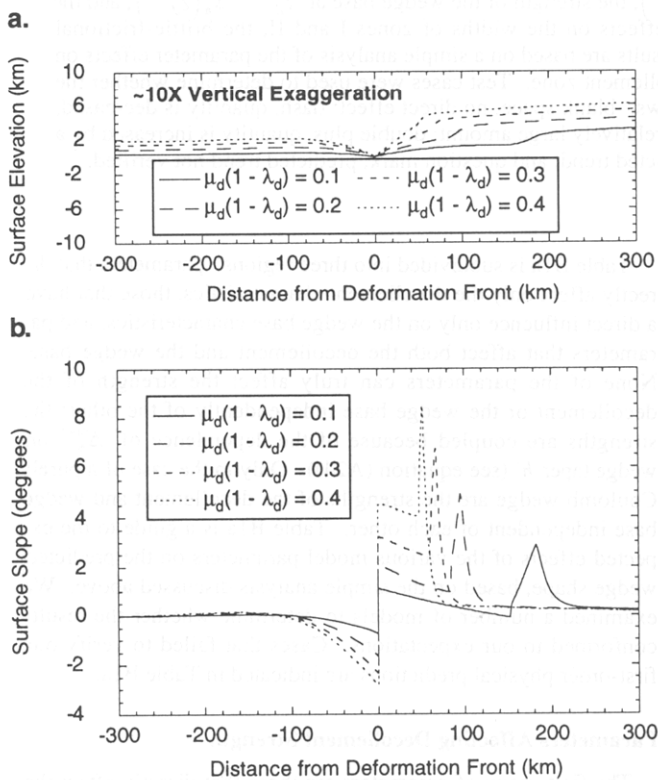 a.
10
6
2
-2
-6
-10
Surface Elevation (km)
~10X Vertical Exaggeration
μd(1 - λd) = 0.1
μd(1 - λd) = 0.3
μd(1 - λd) = 0.2
μd(1 - λd) = 0.4
-300
-200
-100
0
100
200
300
Distance from Deformation Front (km)
b.
10
8
6
4
2
0
-2
-4
Surface Slope (degrees)
μd(1 - λd) = 0.1
μd(1 - λd) = 0.2
μd(1 - λd) = 0.3
μd(1 - λd) = 0.4
-300
-200
-100
0
100
200
300
Distance from Deformation Front (km)